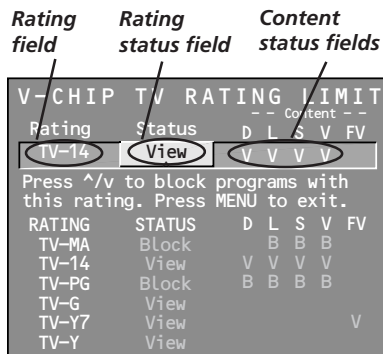 Rating field
Rating status field
Content status fields
V-CHIP TV RATING LIMIT
- - Content - -
Rating Status D L S V FV
TV-14 View V V V V
Press ^/v to block programs with
this rating. Press MENU to exit.
RATING STATUS D L S V FV
TV-MA Block B B B
TV-14 View V V V V
TV-PG Block B B B B
TV-G View
TV-Y7 View V
TV-Y View